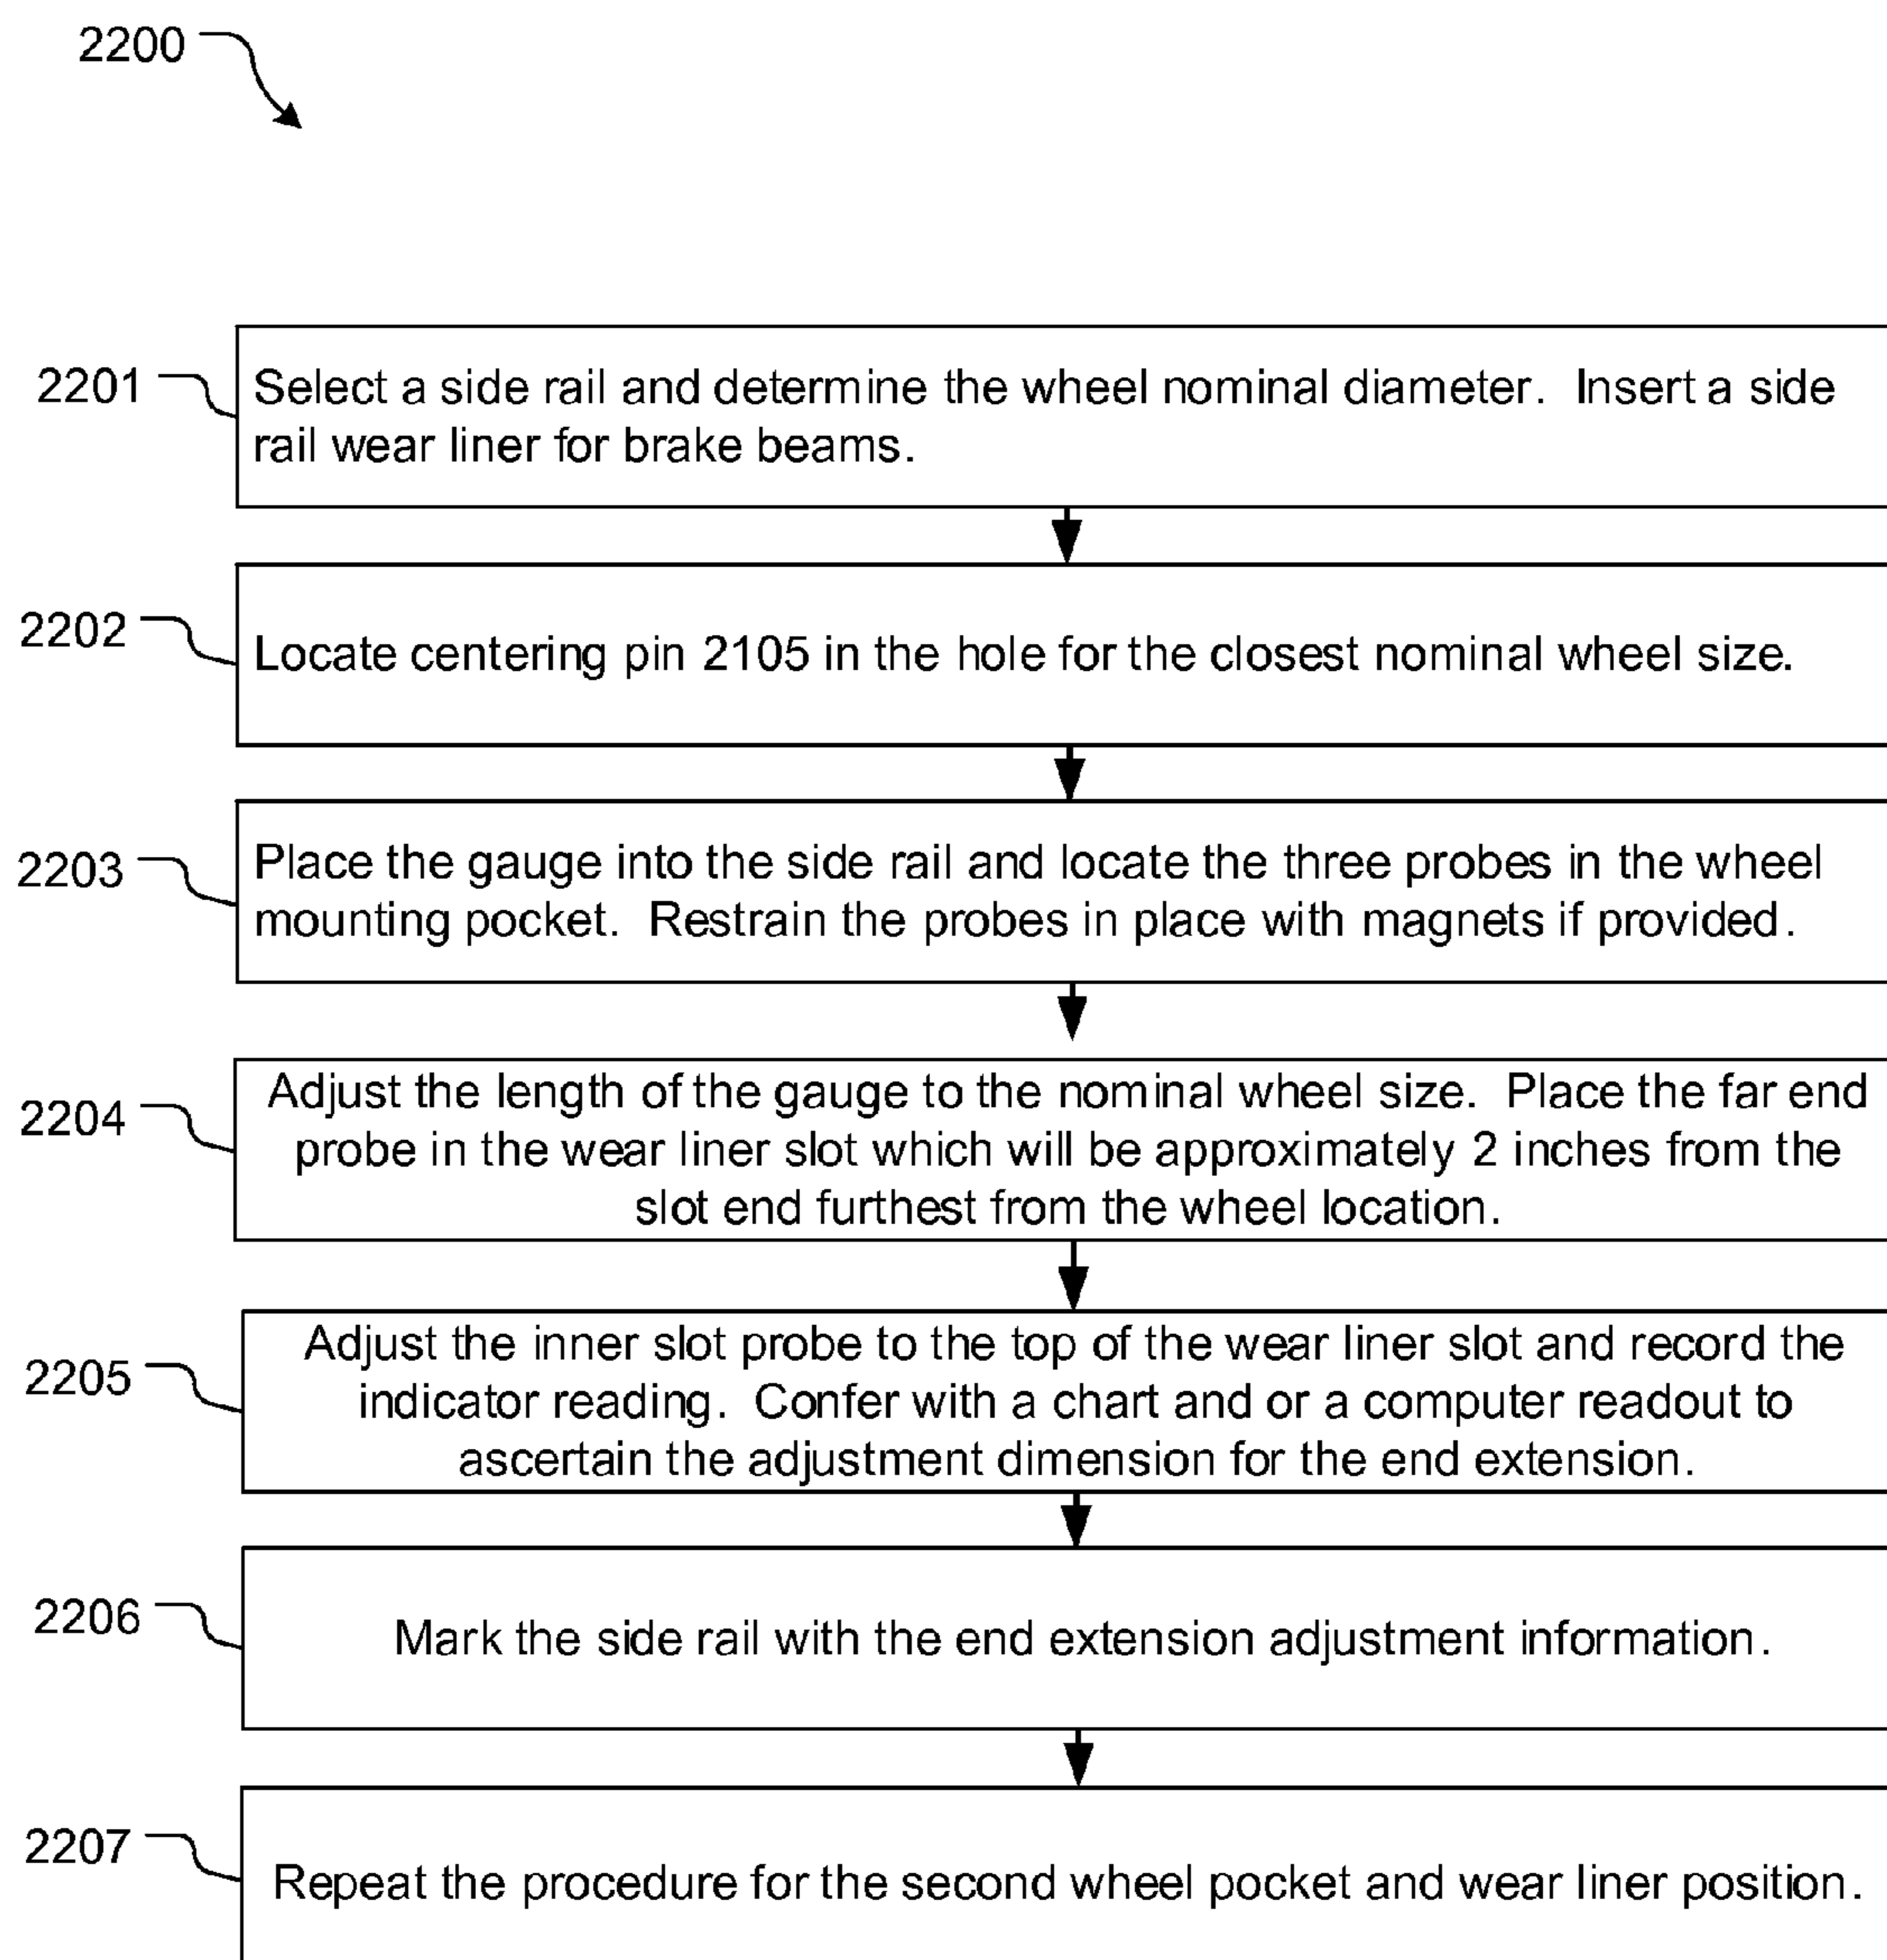 2200
2201
Select a side rail and determine the wheel nominal diameter. Insert a side
rail wear liner for brake beams.
2202
Locate centering pin 2105 in the hole for the closest nominal wheel size.
2203
Place the gauge into the side rail and locate the three probes in the wheel
mounting pocket. Restrain the probes in place with magnets if provided.
2204
Adjust the length of the gauge to the nominal wheel size. Place the far end
probe in the wear liner slot which will be approximately 2 inches from the
slot end furthest from the wheel location.
2205
Adjust the inner slot probe to the top of the wear liner slot and record the
indicator reading. Confer with a chart and or a computer readout to
ascertain the adjustment dimension for the end extension.
2206
Mark the side rail with the end extension adjustment information.
2207
Repeat the procedure for the second wheel pocket and wear liner position.